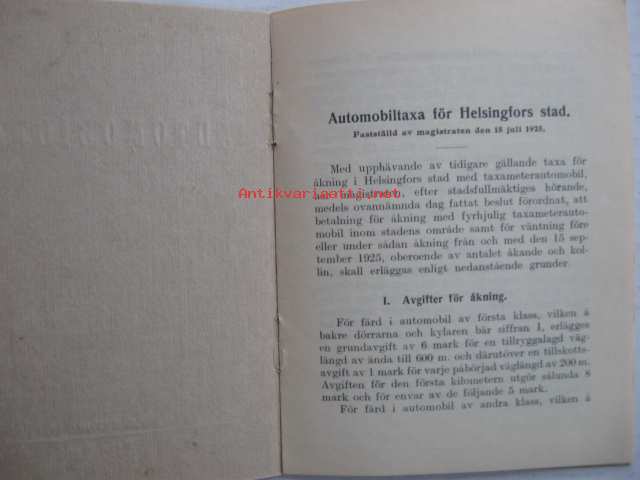 Automobiltaxa för Helsingfors stad.
Fastställd av magistraten den 15 juli 1925.
Med upphävande av tidigare gällande taxa för
åkning i Helsingfors stad med taxameterautomobil,
har magistraten, efter stadsfullmäktiges hörande,
medels ovannämnda dag fattat beslut förordnat, att
betalning för åkning med fyrhjulig taxameterauto-
mobil inom stadens område samt för väntning före
eller under sådan åkning från och med den 15 sep-
tember 1925, oberoende av antalet åkande och kol-
lin, skall erläggas enligt nedanstående grunder.
I. Avgifter för åkning.
För färd i automobil av första klass, vilken å
bakre dörrarna och kylaren bär siffran I, erlägges
en grundavgift av 6 mark för en tillryggalagd väg-
längd av ända till 600 m. och därutöver en tillskotts-
avgift av 1 mark för varje påbörjad väglängd av 200 m.
Avgiften för den första kilometern utgör sålunda 8
mark och för envar av de följande 5 mark.
För färd i automobil av andra klass, vilken å
Antikvariaatti.net